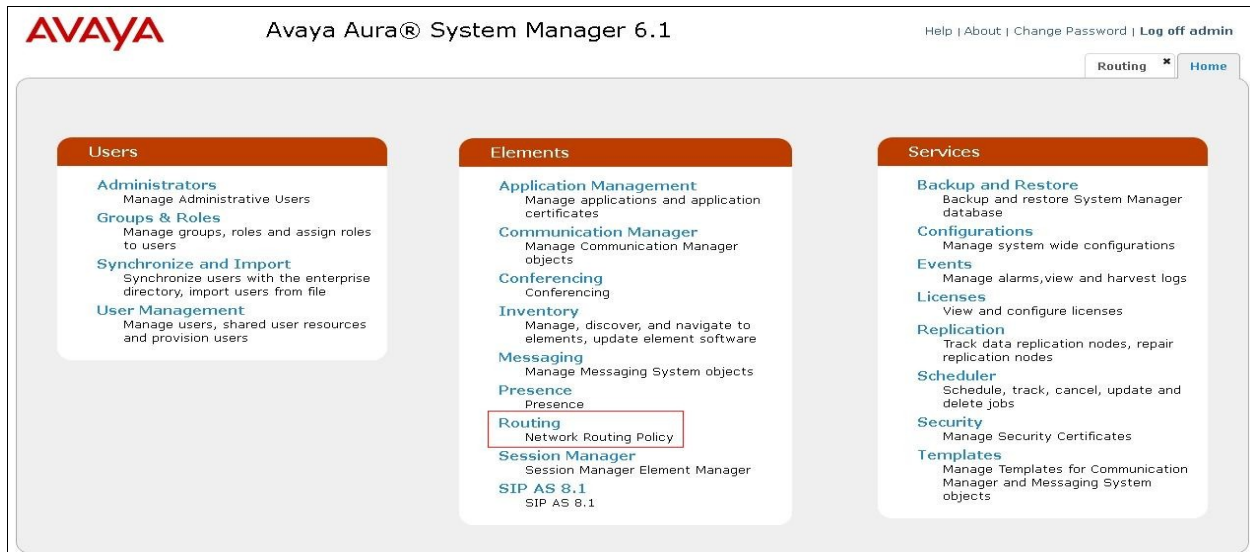 AVAYA
Avaya Aura® System Manager 6.1
Help | About | Change Password | Log off admin
Routing ✖
Home
Users
Administrators
Manage Administrative Users
Groups & Roles
Manage groups, roles and assign roles
to users
Synchronize and Import
Synchronize users with the enterprise
directory, import users from file
User Management
Manage users, shared user resources
and provision users
Elements
Application Management
Manage applications and application
certificates
Communication Manager
Manage Communication Manager
objects
Conferencing
Conferencing
Inventory
Manage, discover, and navigate to
elements, update element software
Messaging
Manage Messaging System objects
Presence
Presence
Routing
Network Routing Policy
Session Manager
Session Manager Element Manager
SIP AS 8.1
SIP AS 8.1
Services
Backup and Restore
Backup and restore System Manager
database
Configurations
Manage system wide configurations
Events
Manage alarms,view and harvest logs
Licenses
View and configure licenses
Replication
Track data replication nodes, repair
replication nodes
Scheduler
Schedule, track, cancel, update and
delete jobs
Security
Manage Security Certificates
Templates
Manage Templates for Communication
Manager and Messaging System
objects